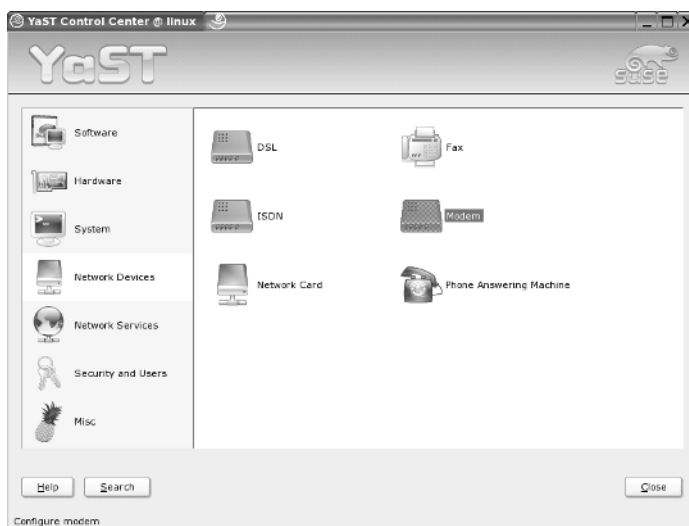 YaST Control Center @ linux
YaST
suse
Software
Hardware
System
Network Devices
Network Services
Security and Users
Misc
DSL
Fax
ISDN
Modem
Network Card
Phone Answering Machine
Help
Search
Close
Configure modem